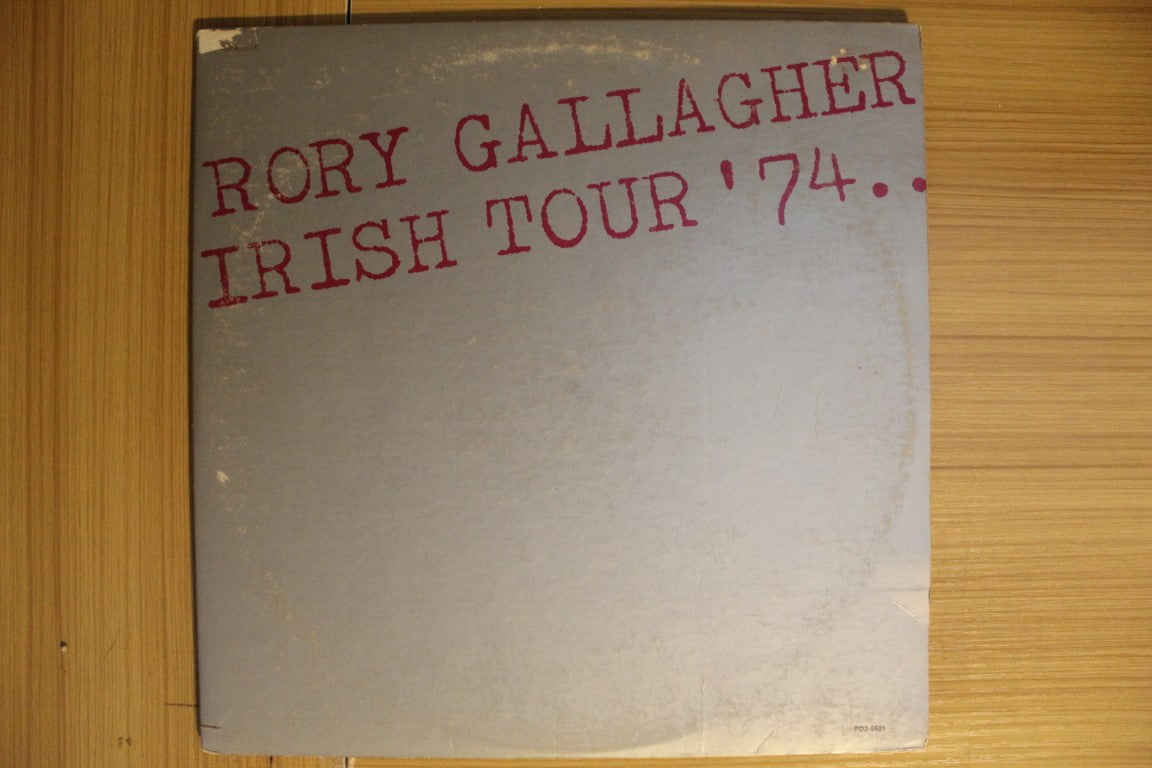 RORY GALLAGHER
IRISH TOUR '74..
PD2-9501